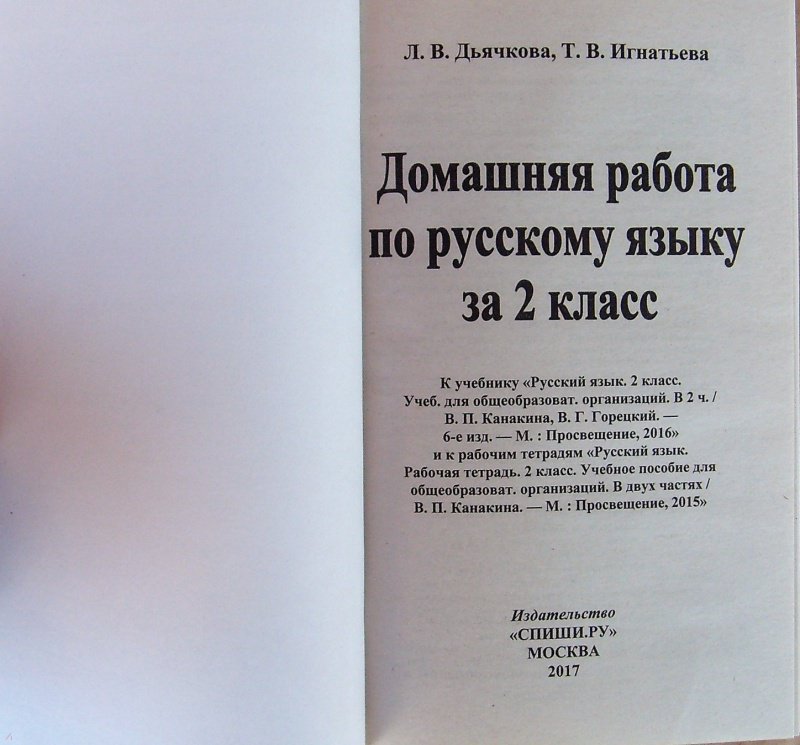 Л. В. Дьячкова, Т. В. Игнатьева
Домашняя работа
по русскому языку
за 2 класс
К учебнику «Русский язык. 2 класс.
Учеб. для общеобразоват. организаций. В 2 ч. /
В. П. Канакина, В. Г. Горецкий. —
6-е изд. — М. : Просвещение, 2016»
и к рабочим тетрадям «Русский язык.
Рабочая тетрадь. 2 класс. Учебное пособие для
общеобразоват. организаций. В двух частях /
В. П. Канакина. — М. : Просвещение, 2015»
Издательство
«СПИШИ.РУ»
МОСКВА
2017